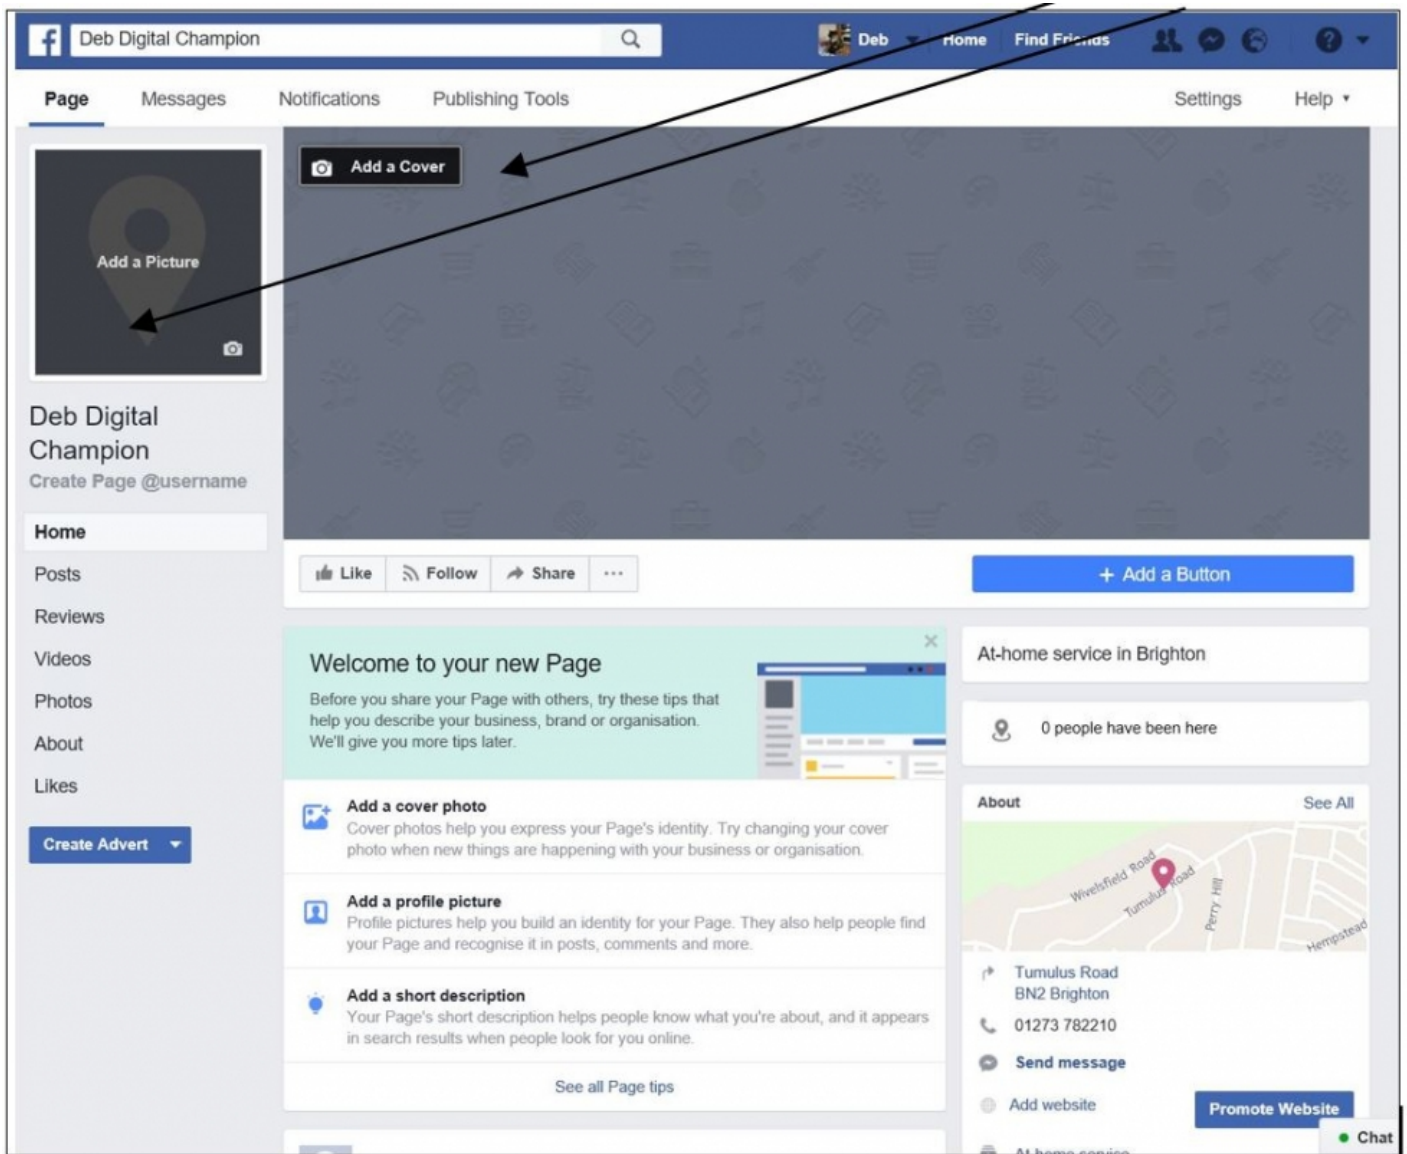 Deb Digital Champion
Deb Home Find Friends
Page Messages Notifications Publishing Tools Settings Help
Add a Cover
Add a Picture
Deb Digital
Champion
Create Page @username
Home
Posts
Reviews
Videos
Photos
About
Likes
Create Advert
Like Follow Share ...
+ Add a Button
Welcome to your new Page
Before you share your Page with others, try these tips that
help you describe your business, brand or organisation.
We'll give you more tips later.
Add a cover photo
Cover photos help you express your Page's identity. Try changing your cover
photo when new things are happening with your business or organisation.
Add a profile picture
Profile pictures help you build an identity for your Page. They also help people find
your Page and recognise it in posts, comments and more.
Add a short description
Your Page's short description helps people know what you're about, and it appears
in search results when people look for you online.
See all Page tips
At-home service in Brighton
0 people have been here
About See All
Wivelsfield Road
Tumulus Road
Perry Hill
Hempstead
Tumulus Road
BN2 Brighton
01273 782210
Send message
Add website
Promote Website
At-home service
Chat